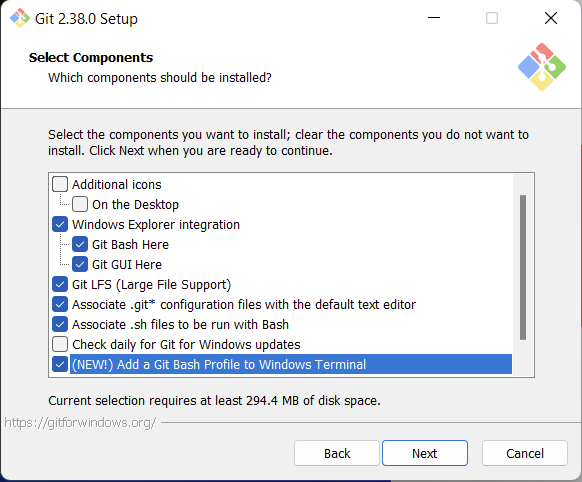 Git 2.38.0 Setup
Select Components
Which components should be installed?
Select the components you want to install; clear the components you do not want to
install. Click Next when you are ready to continue.
Additional icons
On the Desktop
Windows Explorer integration
Git Bash Here
Git GUI Here
Git LFS (Large File Support)
Associate .git* configuration files with the default text editor
Associate .sh files to be run with Bash
Check daily for Git for Windows updates
(NEW!) Add a Git Bash Profile to Windows Terminal
Current selection requires at least 294.4 MB of disk space.
https://gitforwindows.org/
Back Next Cancel